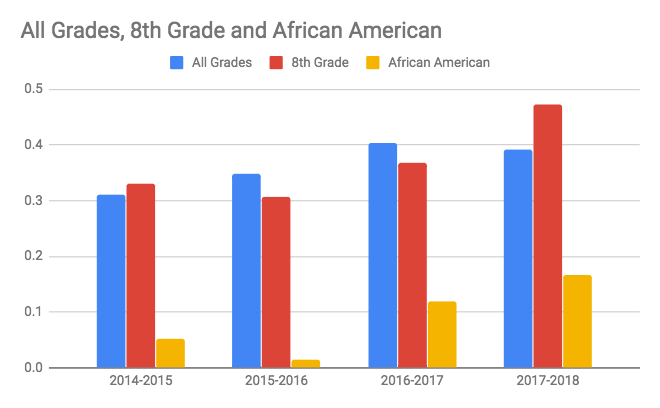 All Grades, 8th Grade and African American
All Grades 8th Grade African American
0.5
0.4
0.3
0.2
0.1
0.0
2014-2015 2015-2016 2016-2017 2017-2018